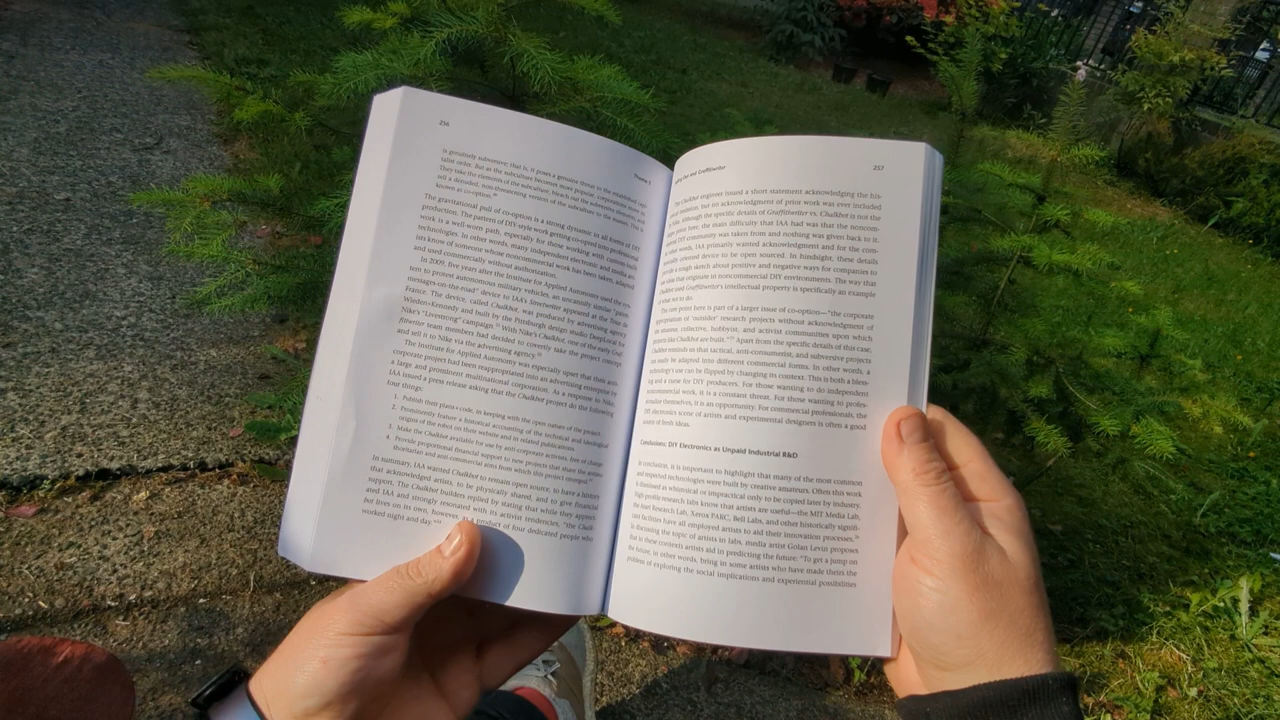 256
Theme 5
is genuinely subversive; that is, it poses a genuine threat to the established capi-
talist order. But as the subculture becomes more popular, corporations move in.
They take the elements of the subculture, bleach out the subversive elements, and
sell a denuded, non-threatening version of the subculture to the masses. This is
known as co-option.
The gravitational pull of co-option is a strong dynamic in all forms of DIY
production. The pattern of DIY-style work getting co-opted into professional
work is a well-worn path, especially for those working with custom-built
technologies. In other words, many independent electronic and media art-
ists know of someone whose noncommercial work has been taken, adapted
and used commercially without authorization.
In 2009, five years after the Institute for Applied Autonomy used the sys-
tem to protest autonomous military vehicles, an uncannily similar "paint-
messages-on-the-road" device to IAA's Streetwriter appeared at the Tour de
France. The device, called Chalkbot, was produced by advertising agency
Wieden+Kennedy and built by the Pittsburgh design studio DeepLocal for
Nike's "Livestrong" campaign. With Nike's Chalkbot, one of the early Graf-
fitiwriter team members had decided to covertly take the project concept
and sell it to Nike via the advertising agency.
The Institute for Applied Autonomy was especially upset that their anti-
corporate project had been reappropriated into an advertising enterprise by
a large and prominent multinational corporation. As a response to Nike,
IAA issued a press release asking that the Chalkbot project do the following
four things:
1. Publish their plans + code, in keeping with the open nature of the project.
2. Prominently feature a historical accounting of the technical and ideological
origins of the robot on their website and in related publications.
3. Make the Chalkbot available for use by anti-corporate activists, free of charge.
4. Provide proportional financial support to new projects that share the antiau-
thoritarian and anti-commercial aims from which this project emerged.
In summary, IAA wanted Chalkbot to remain open source, to have a history
that acknowledged artists, to be physically shared, and to give financial
support. The Chalkbot builders replied by stating that while they appreci-
ated IAA and strongly resonated with its activist tendencies, "the Chalk-
bot lives on its own, however, as a product of four dedicated people who
worked night and day."
and Graffitiwriter
257
The Chalkbot engineer issued a short statement acknowledging the his-
omission, but no acknowledgment of prior work was ever included
Nike. Although the specific details of Graffitiwriter vs. Chalkbot is not the
point here, the main difficulty that IAA had was that the noncom-
DIY community was taken from and nothing was given back to it.
other words, IAA primarily wanted acknowledgment and for the com-
oriented device to be open sourced. In hindsight, these details
provide a rough sketch about positive and negative ways for companies to
ideas that originate in noncommercial DIY environments. The way that
Chalkbot used Graffitiwriter's intellectual property is specifically an example
of what not to do.
The core point here is part of a larger issue of co-option—"the corporate
appropriation of 'outsider' research projects without acknowledgment of
the amateur, collective, hobbyist, and activist communities upon which
projects like Chalkbot are built." Apart from the specific details of this case,
Chalkbot reminds us that tactical, anti-consumerist, and subversive projects
can easily be adapted into different commercial forms. In other words, a
technology's use can be flipped by changing its context. This is both a bless-
ing and a curse for DIY producers. For those wanting to do independent
noncommercial work, it is a constant threat. For those wanting to profes-
sionalize themselves, it is an opportunity. For commercial professionals, the
DIY electronics scene of artists and experimental designers is often a good
source of fresh ideas.
Conclusions: DIY Electronics as Unpaid Industrial R&D
In conclusion, it is important to highlight that many of the most common
and respected technologies were built by creative amateurs. Often this work
is dismissed as whimsical or impractical only to be copied later by industry.
High-profile research labs know that artists are useful—the MIT Media Lab,
the Atari Research Lab, Xerox PARC, Bell Labs, and other historically signifi-
cant facilities have all employed artists to aid their innovation processes.
In discussing the topic of artists in labs, media artist Golan Levin proposes
that in these contexts artists aid in predicting the future: "To get a jump on
the future, in other words, bring in some artists who have made theirs the
problem of exploring the social implications and experiential possibilities